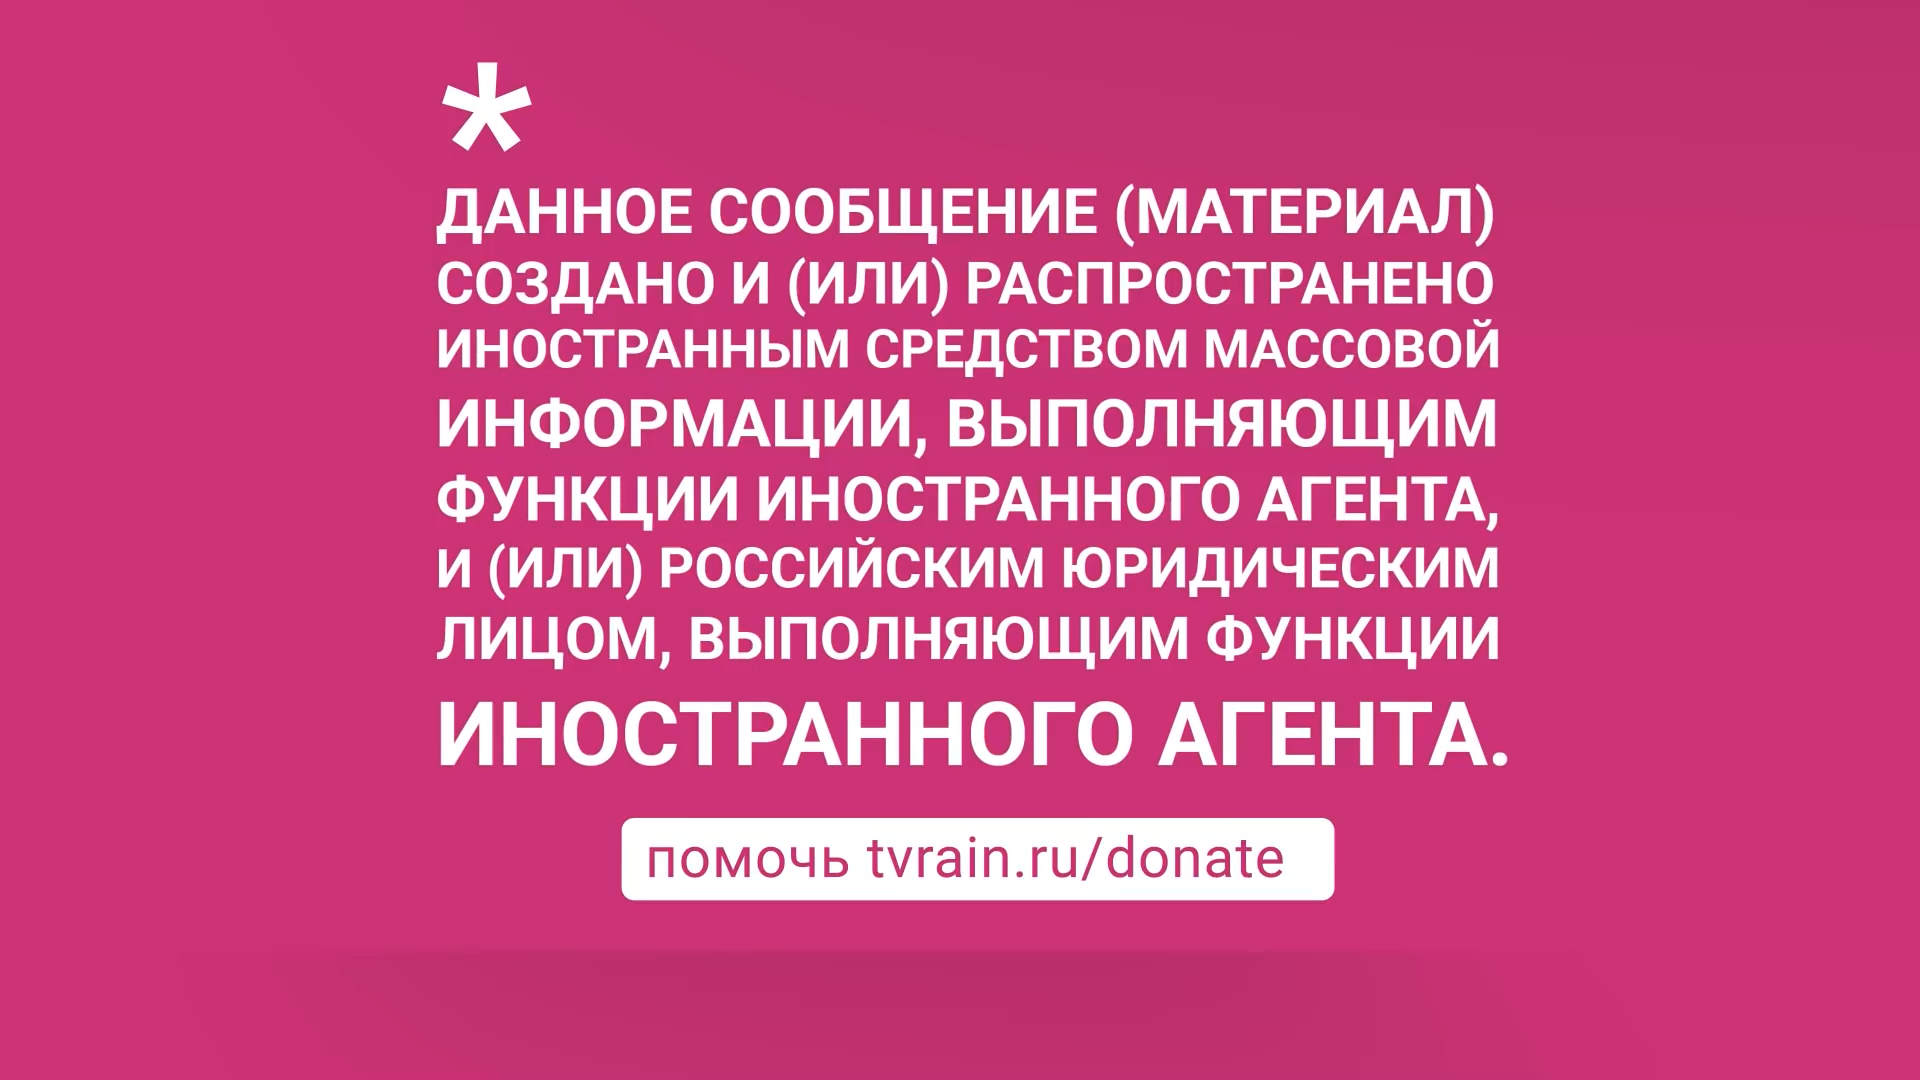 *
ДАННОЕ СООБЩЕНИЕ (МАТЕРИАЛ)
СОЗДАНО И (ИЛИ) РАСПРОСТРАНЕНО
ИНОСТРАННЫМ СРЕДСТВОМ МАССОВОЙ
ИНФОРМАЦИИ, ВЫПОЛНЯЮЩИМ
ФУНКЦИИ ИНОСТРАННОГО АГЕНТА,
И (ИЛИ) РОССИЙСКИМ ЮРИДИЧЕСКИМ
ЛИЦОМ, ВЫПОЛНЯЮЩИМ ФУНКЦИИ
ИНОСТРАННОГО АГЕНТА.
помочь tvrain.ru/donate